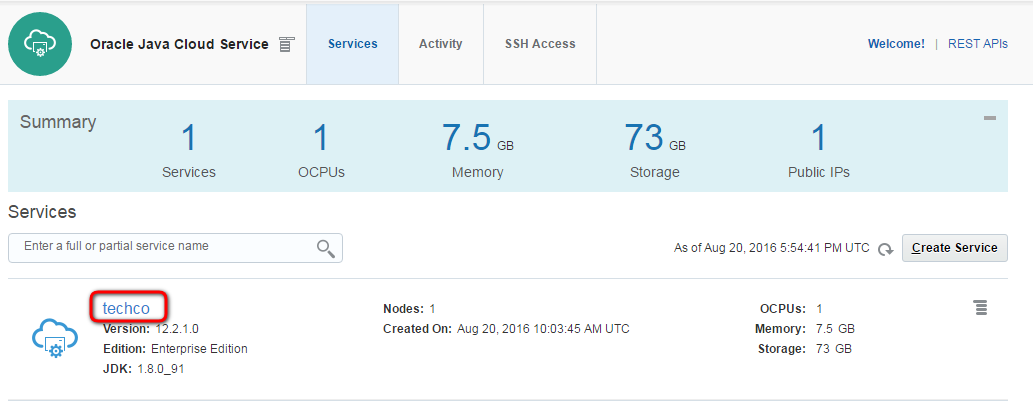 Oracle Java Cloud Service
Services
Activity
SSH Access
Welcome! | REST APIs
Summary
1
Services
1
OCPUs
7.5 GB
Memory
73 GB
Storage
1
Public IPs
Services
Enter a full or partial service name
As of Aug 20, 2016 5:54:41 PM UTC
Create Service
techco
Version: 12.2.1.0
Edition: Enterprise Edition
JDK: 1.8.0_91
Nodes: 1
Created On: Aug 20, 2016 10:03:45 AM UTC
OCPUs: 1
Memory: 7.5 GB
Storage: 73 GB